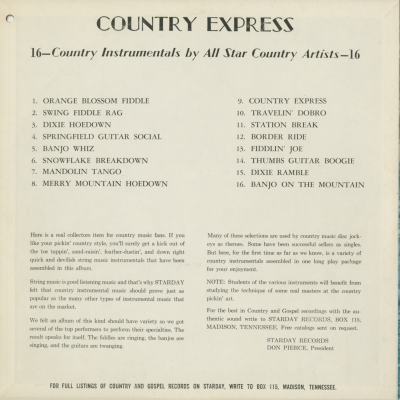 COUNTRY EXPRESS
16—Country Instrumentals by All Star Country Artists—16
1. ORANGE BLOSSOM FIDDLE
2. SWING FIDDLE RAG
3. DIXIE HOEDOWN
4. SPRINGFIELD GUITAR SOCIAL
5. BANJO WHIZ
6. SNOWFLAKE BREAKDOWN
7. MANDOLIN TANGO
8. MERRY MOUNTAIN HOEDOWN
9. COUNTRY EXPRESS
10. TRAVELIN' DOBRO
11. STATION BREAK
12. BORDER RIDE
13. FIDDLIN' JOE
14. THUMBS GUITAR BOOGIE
15. DIXIE RAMBLE
16. BANJO ON THE MOUNTAIN
Here is a real collectors item for country music fans. If you
like your pickin' country style, you'll surely get a kick out of
the toe tappin', sand-raisin', feather-dustin', and down right
quick and devilish string music instrumentals that have been
assembled in this album.
String music is good listening music and that's why STARDAY
felt that country instrumental music should prove just as
popular as the many other types of instrumental music that
are on the market.
We felt an album of this kind should have variety so we got
several of the top performers to perform their specialties. The
result speaks for itself. The fiddles are ringing, the banjos are
singing, and the guitars are twanging.
Many of these selections are used by country music disc jock-
eys as themes. Some have been successful sellers as singles.
But here, for the first time as far as we know, is a variety of
country instrumentals assembled in one long play package
for your enjoyment.
NOTE: Students of the various instruments will benefit from
studying the technique of some real masters at the country
pickin' art.
For the best in Country and Gospel recordings with the au-
thentic sound write to STARDAY RECORDS, BOX 115,
MADISON, TENNESSEE. Free catalogs sent on request.
STARDAY RECORDS
DON PIERCE, President
FOR FULL LISTINGS OF COUNTRY AND GOSPEL RECORDS ON STARDAY, WRITE TO BOX 115, MADISON, TENNESSEE.